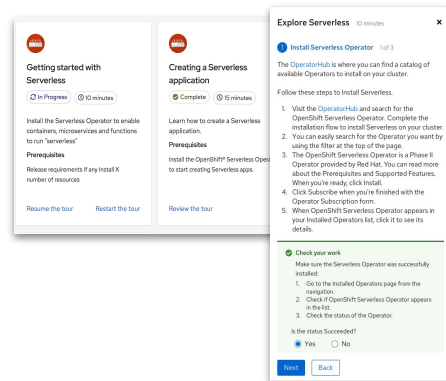 Getting started with
Serverless
In Progress
10 minutes
Install the Serverless Operator to enable
containers, microservices and functions
to run "serverless"
Prerequisites
Release requirements if any Install X
number of resources
Resume the tour
Restart the tour
Creating a Serverless
application
Complete
15 minutes
Learn how to create a Serverless
application.
Prerequisites
Install the OpenShift® Serverless Opera
to start creating Serverless apps.
Review the tour
Explore Serverless 10 minutes
1 Install Serverless Operator 1 of 3
The OperatorHub is where you can find a catalog of
available Operators to install on your cluster.
Follow these steps to Install Serverless.
1. Visit the OperatorHub and search for the
OpenShift Serverless Operator. Complete the
installation flow to install Serverless on your cluster.
2. You can easily search for the Operator you want by
using the filter at the top of the page.
3. The OpenShift Serverless Operator is a Phase II
Operator provided by Red Hat. You can read more
about the Prerequisites and Supported Features.
When you're ready, click Install.
4. Click Subscribe when you're finished with the
Operator Subscription form.
5. When OpenShift Serverless Operator appears in
your Installed Operators list, click it to see its
details.
Check your work
Make sure the Serverless Operator was successfully
installed:
1. Go to the Installed Operators page from the
navigation.
2. Check if OpenShift Serverless Operator appears
in the list.
3. Check the status of the Operator.
Is the status Succeeded?
Yes
No
Next
Back